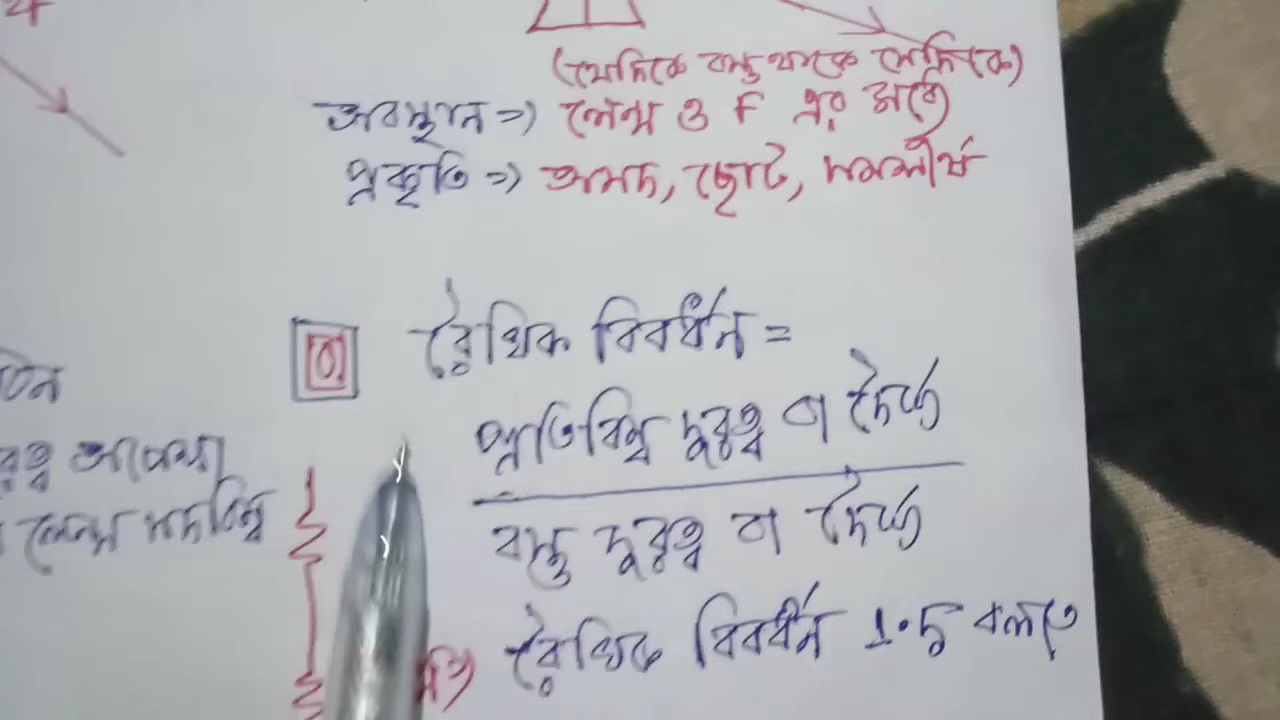 (যেদিকে বস্তু থাকে সেদিকে)
অবস্থান => লেন্স ও F এর মধ্যে
প্রকৃতি => অসদ, ছোট, সমশীর্ষ
রৈখিক বিবর্ধন =
প্রতিবিম্ব দূরত্ব বা দৈর্ঘ্য
বস্তু দূরত্ব বা দৈর্ঘ্য
রৈখিক বিবর্ধন 1.5 বলতে